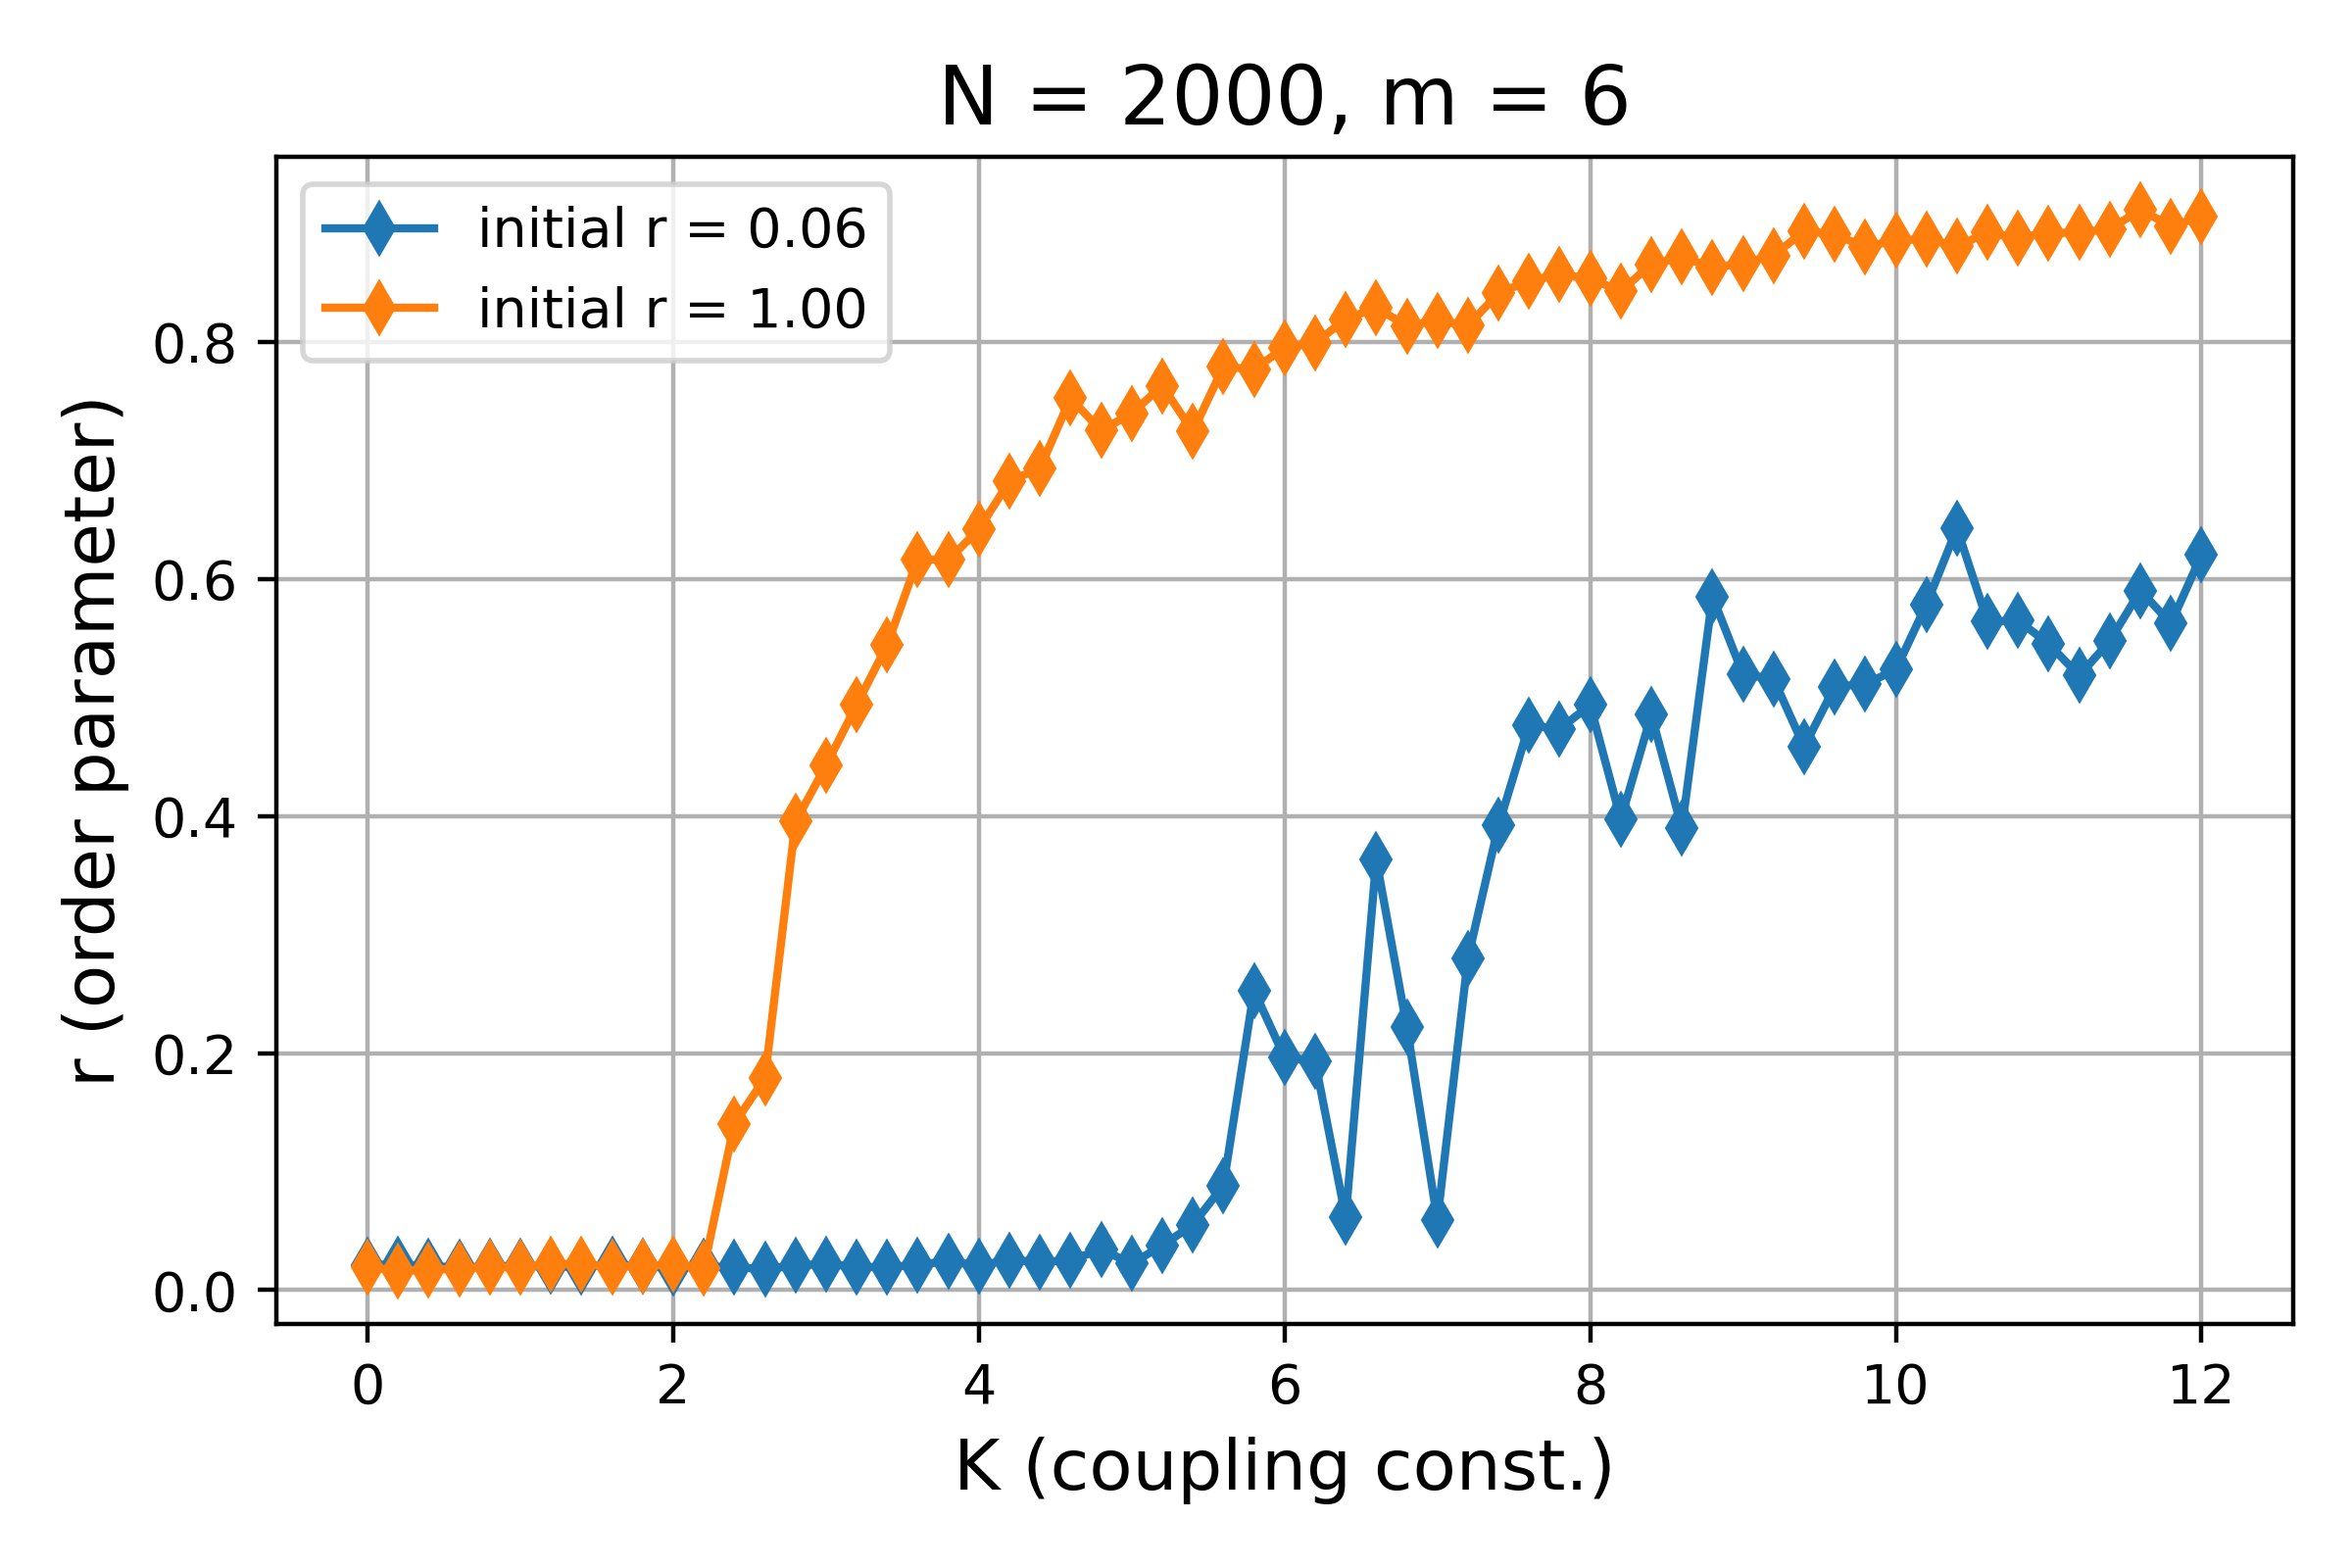 N = 2000, m = 6
initial r = 0.06
initial r = 1.00
r (order parameter)
0.8
0.6
0.4
0.2
0.0
0 2 4 6 8 10 12
K (coupling const.)